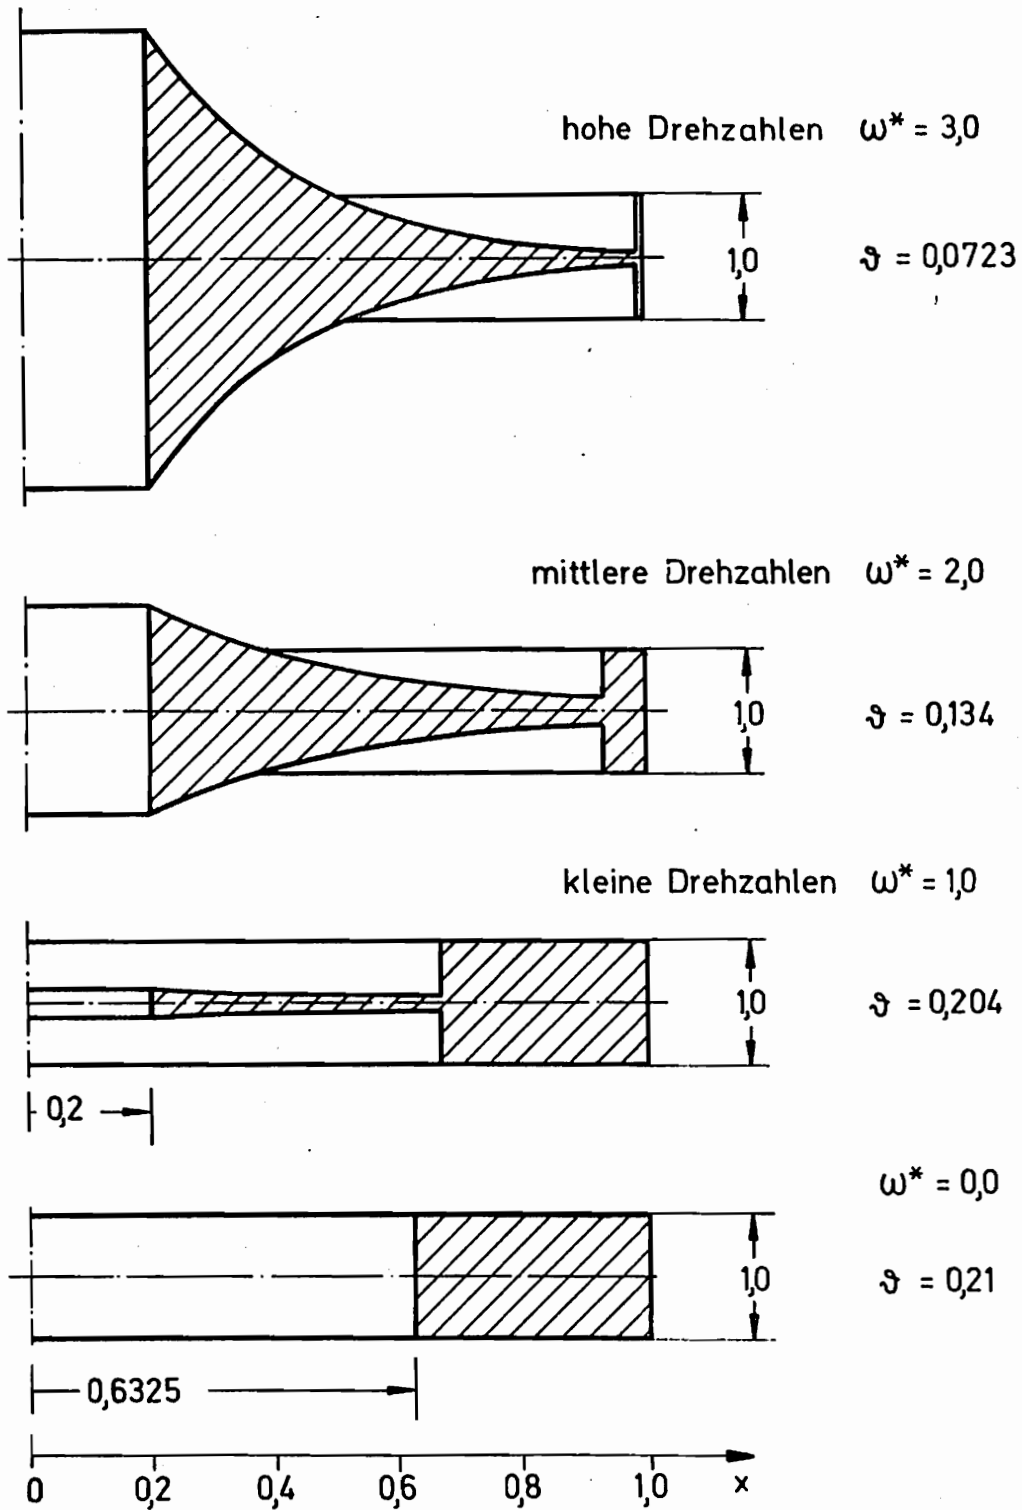 hohe Drehzahlen ω* = 3,0
1,0
ϑ = 0,0723
mittlere Drehzahlen ω* = 2,0
1,0
ϑ = 0,134
kleine Drehzahlen ω* = 1,0
1,0
ϑ = 0,204
0,2
ω* = 0,0
1,0
ϑ = 0,21
0,6325
0 0,2 0,4 0,6 0,8 1,0 x